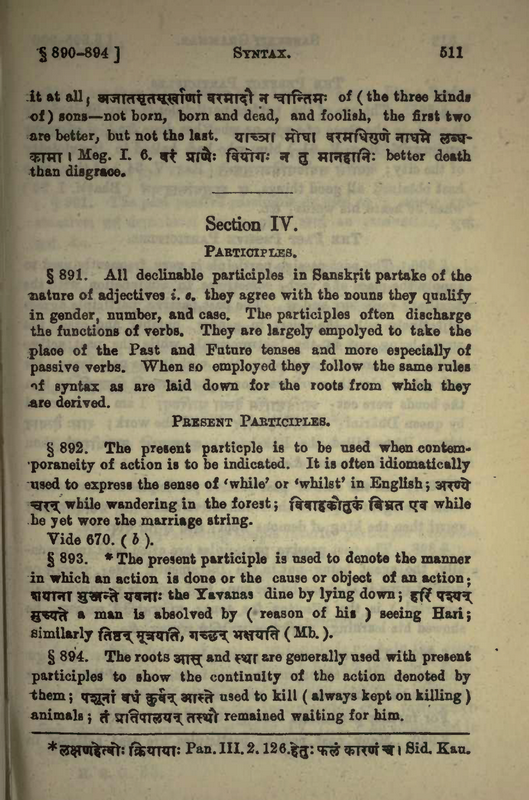 § 890-894 ] SYNTAX. 511
it at all; अजातसृतमूर्खाणां वरमादौ न चान्तिमः of ( the three kinds
of ) sons—not born, born and dead, and foolish, the first two
are better, but not the last. याच्ञा मोघा वरमधिगुणे नाधमे लब्ध-
कामा । Meg. I. 6. वरं प्राणैः वियोगः न तु मानहानिः better death
than disgrace.
Section IV.
PARTICIPLES.
§ 891. All declinable participles in Sanskrit partake of the
nature of adjectives i. e. they agree with the nouns they qualify
in gender, number, and case. The participles often discharge
the functions of verbs. They are largely empolyed to take the
place of the Past and Future tenses and more especially of
passive verbs. When so employed they follow the same rules
of syntax as are laid down for the roots from which they
are derived.
PRESENT PARTICIPLES.
§ 892. The present particple is to be used when contem-
poraneity of action is to be indicated. It is often idiomatically
used to express the sense of ‘while’ or ‘whilst’ in English; अरण्ये
चरन् while wandering in the forest; विवाहकौतुकं बिभ्रत एव while
he yet wore the marriage string.
Vide 670. ( b ).
§ 893. *The present participle is used to denote the manner
in which an action is done or the cause or object of an action;
शयाना भुञ्जन्ते यवनाः the Yavanas dine by lying down; हरिं पश्यन्
मुच्यते a man is absolved by ( reason of his ) seeing Hari;
similarly तिष्ठन् मूत्रयति, गच्छन् भक्षयति ( Mb. ).
§ 894. The roots आस् and स्था are generally used with present
participles to show the continuity of the action denoted by
them; पशूनां वधं कुर्वन् आस्ते used to kill ( always kept on killing )
animals; तं प्रतिपालयन् तस्थौ remained waiting for him.
*लक्षणहेत्वोः क्रियायाः Pan. III. 2. 126. हेतुः फलं कारणं च। Sid. Kau.